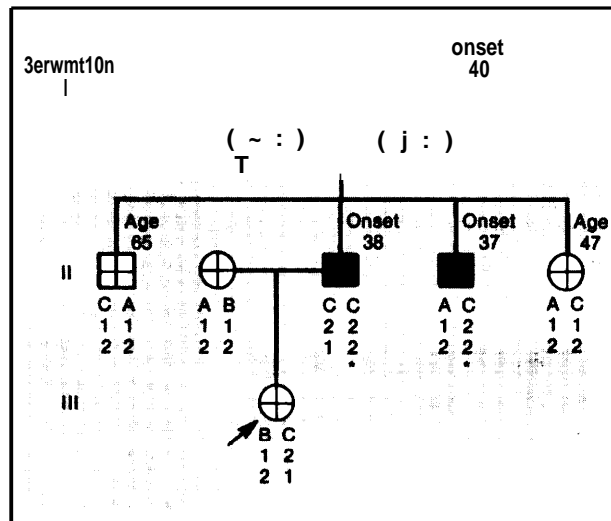 3erwmt10n
onset
I
40
( ~ : ) ( j : )
T
Age Onset Onset Age
65 38 37 47
II
C A A B C C A C A C
1 1 1 1 2 2 1 2 1 1
2 2 2 2 1 2 2 2 2 2
* *
III
B C
1 2
2 1